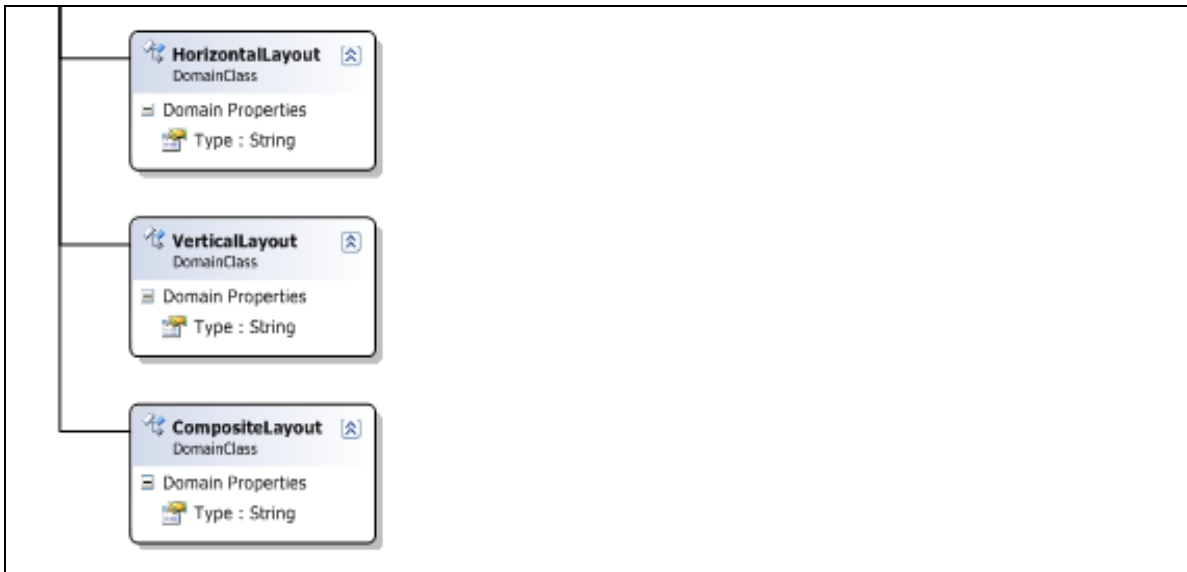 HorizontalLayout
DomainClass
Domain Properties
Type : String
VerticalLayout
DomainClass
Domain Properties
Type : String
CompositeLayout
DomainClass
Domain Properties
Type : String